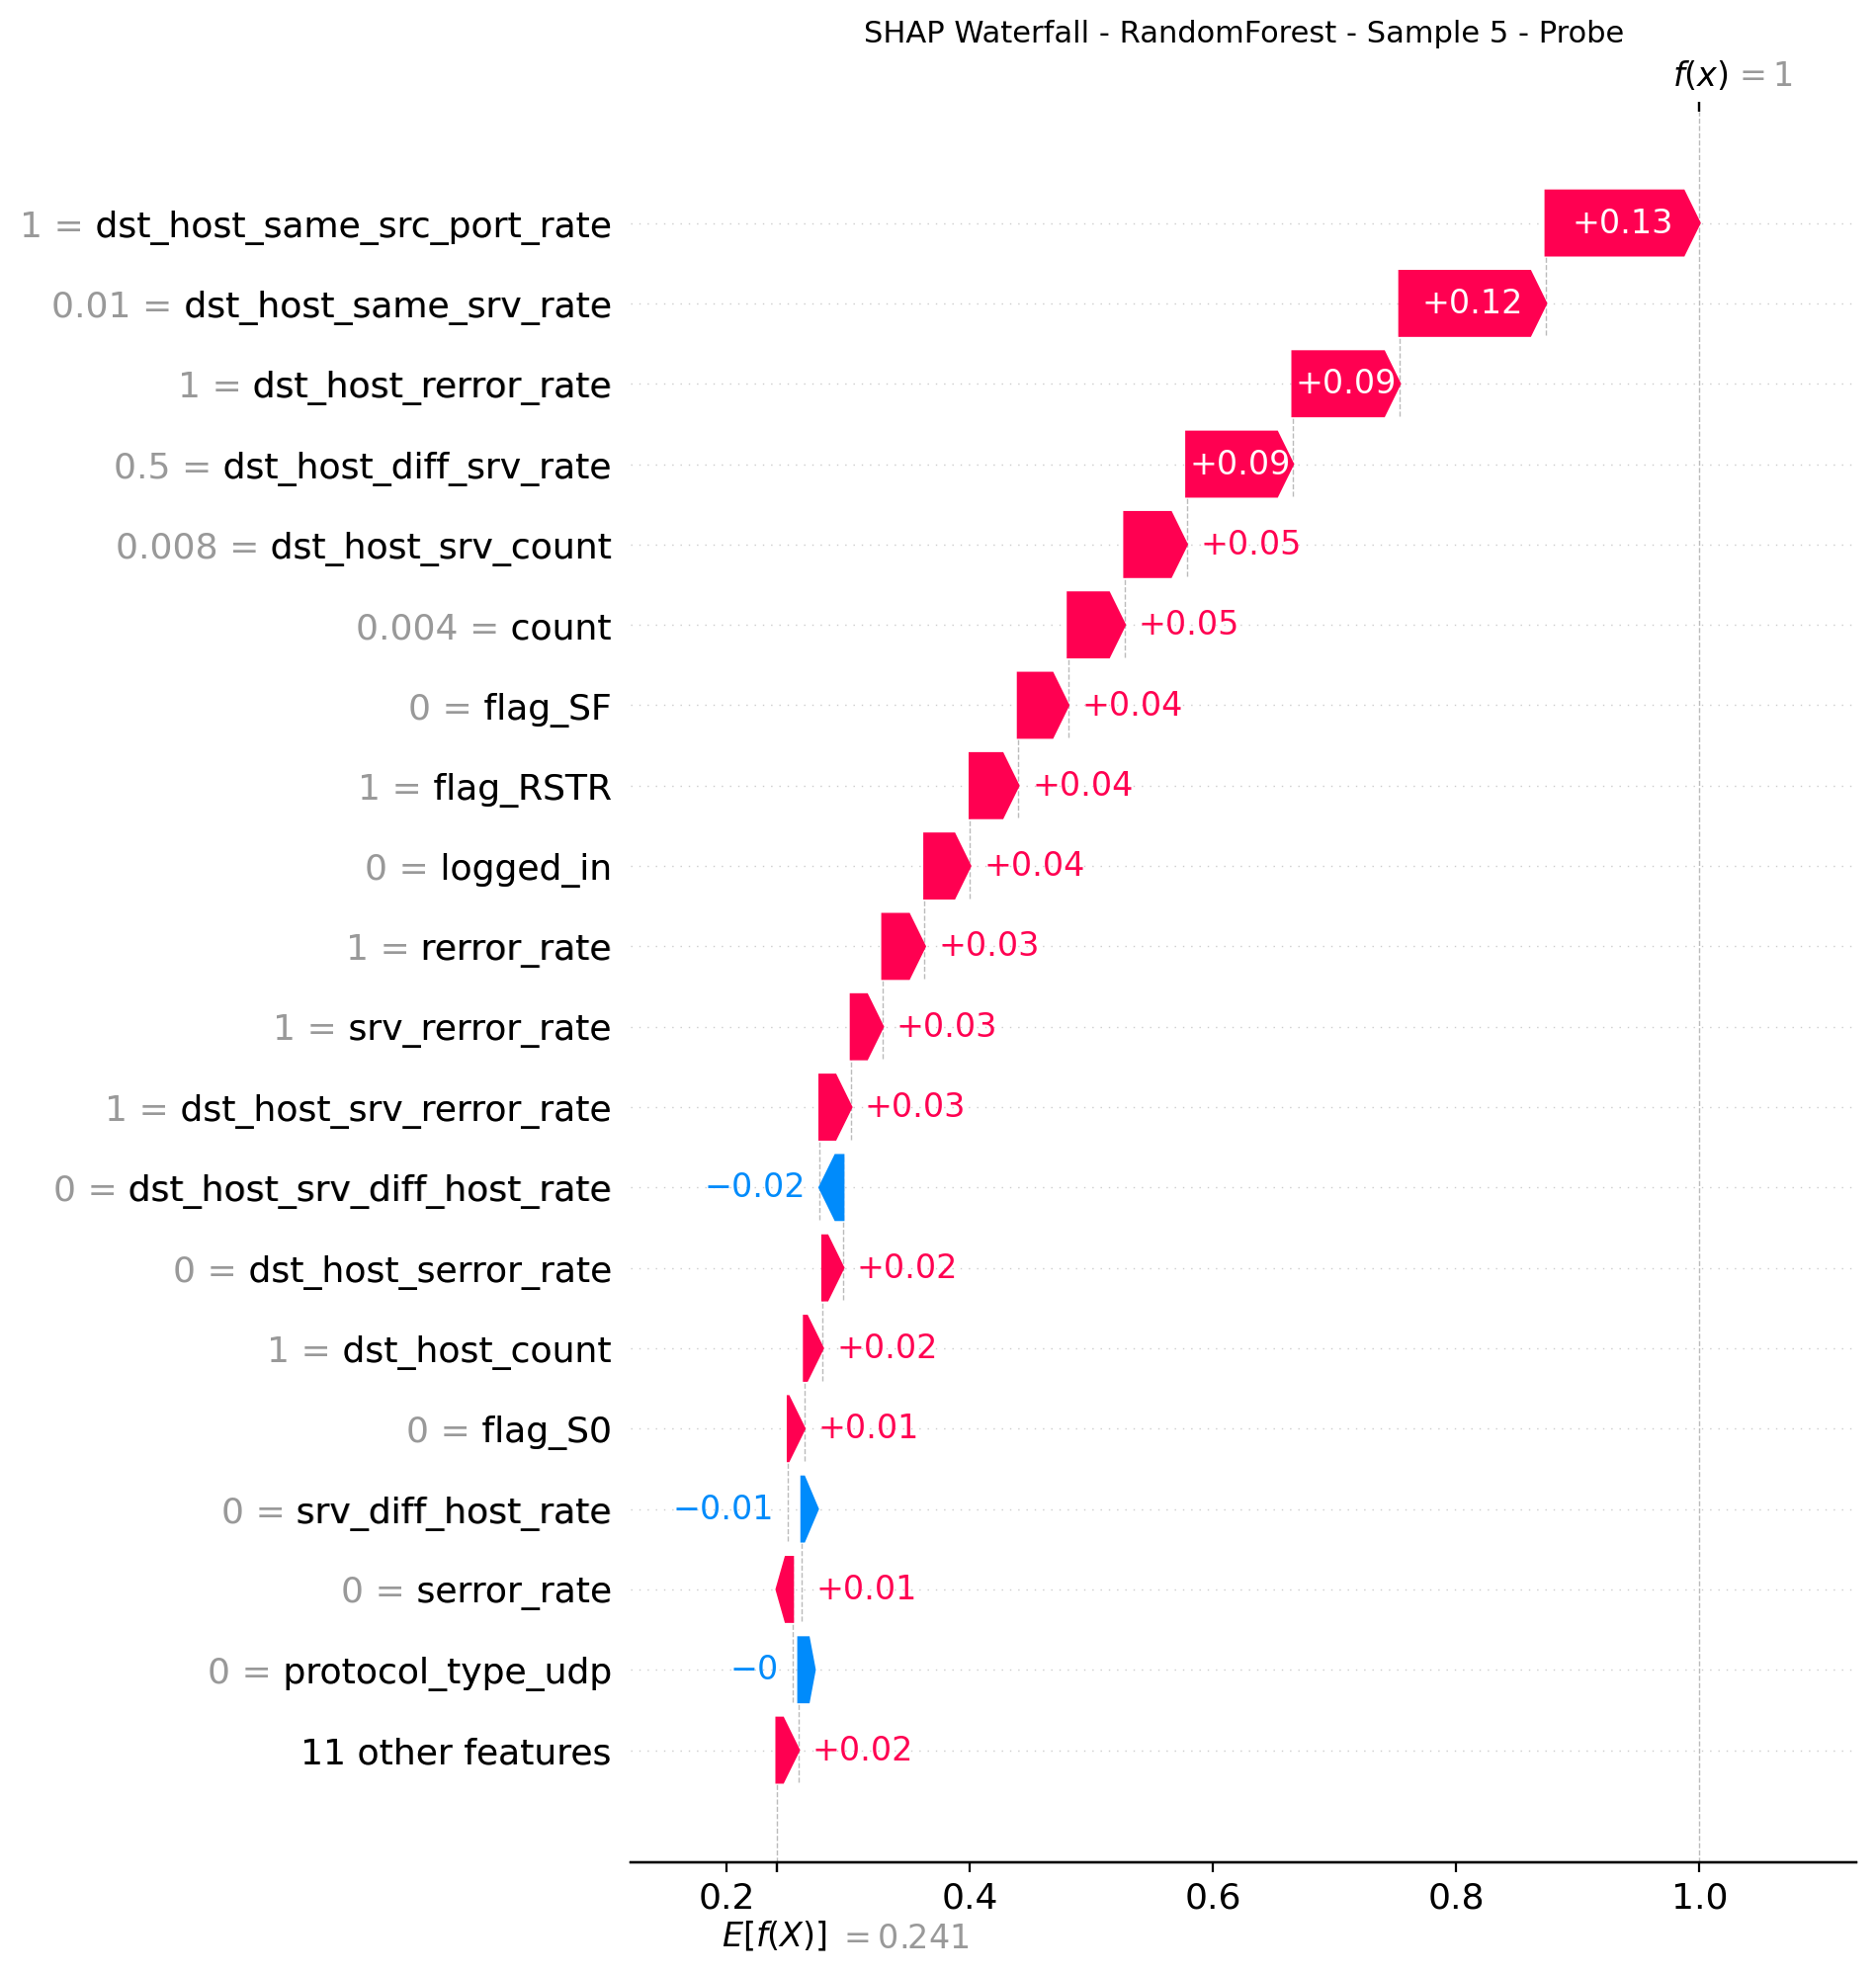 SHAP Waterfall - RandomForest - Sample 5 - Probe
f(x) = 1
1 = dst_host_same_src_port_rate +0.13
0.01 = dst_host_same_srv_rate +0.12
1 = dst_host_rerror_rate +0.09
0.5 = dst_host_diff_srv_rate +0.09
0.008 = dst_host_srv_count +0.05
0.004 = count +0.05
0 = flag_SF +0.04
1 = flag_RSTR +0.04
0 = logged_in +0.04
1 = rerror_rate +0.03
1 = srv_rerror_rate +0.03
1 = dst_host_srv_rerror_rate +0.03
0 = dst_host_srv_diff_host_rate −0.02
0 = dst_host_serror_rate +0.02
1 = dst_host_count +0.02
0 = flag_S0 +0.01
0 = srv_diff_host_rate −0.01
0 = serror_rate +0.01
0 = protocol_type_udp −0
11 other features +0.02
0.2 0.4 0.6 0.8 1.0
E[f(X)] = 0.241